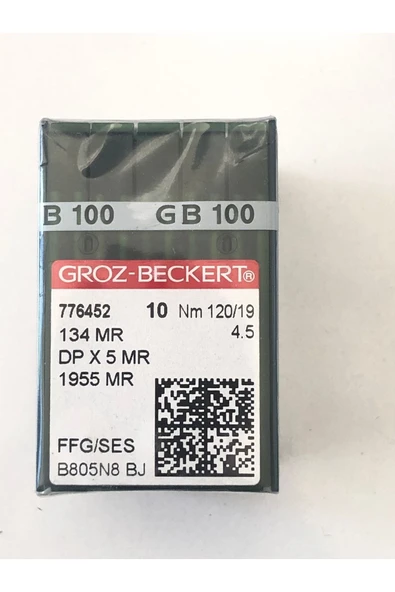 B 100 GB 100
GROZ-BECKERT®
776452 10 Nm 120/19
134 MR 4.5
DP X 5 MR
1955 MR
FFG/SES
B805N8 BJ